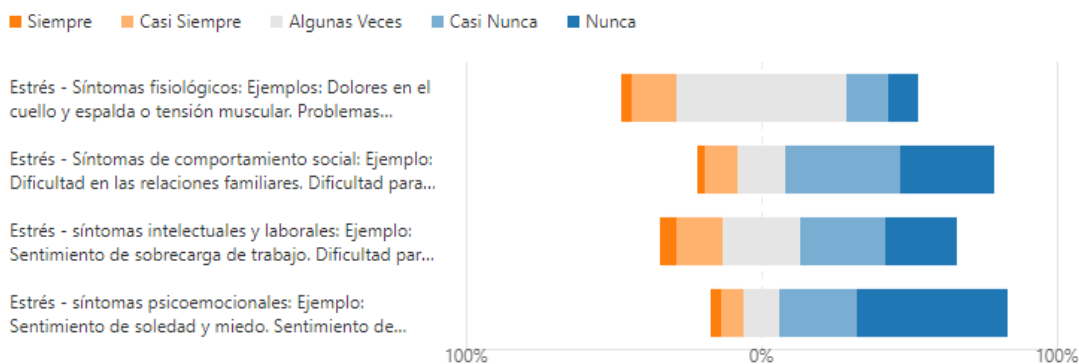 Siempre Casi Siempre Algunas Veces Casi Nunca Nunca
Estrés - Síntomas fisiológicos: Ejemplos: Dolores en el
cuello y espalda o tensión muscular. Problemas...
Estrés - Síntomas de comportamiento social: Ejemplo:
Dificultad en las relaciones familiares. Dificultad para...
Estrés - síntomas intelectuales y laborales: Ejemplo:
Sentimiento de sobrecarga de trabajo. Dificultad par...
Estrés - síntomas psicoemocionales: Ejemplo:
Sentimiento de soledad y miedo. Sentimiento de...
100% 0% 100%